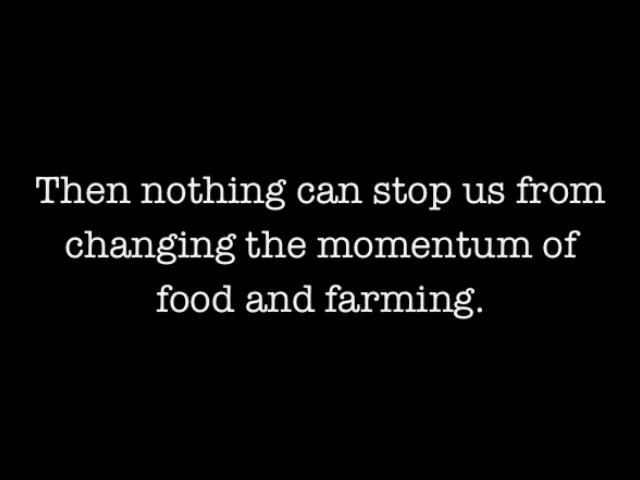 Then nothing can stop us from
changing the momentum of
food and farming.